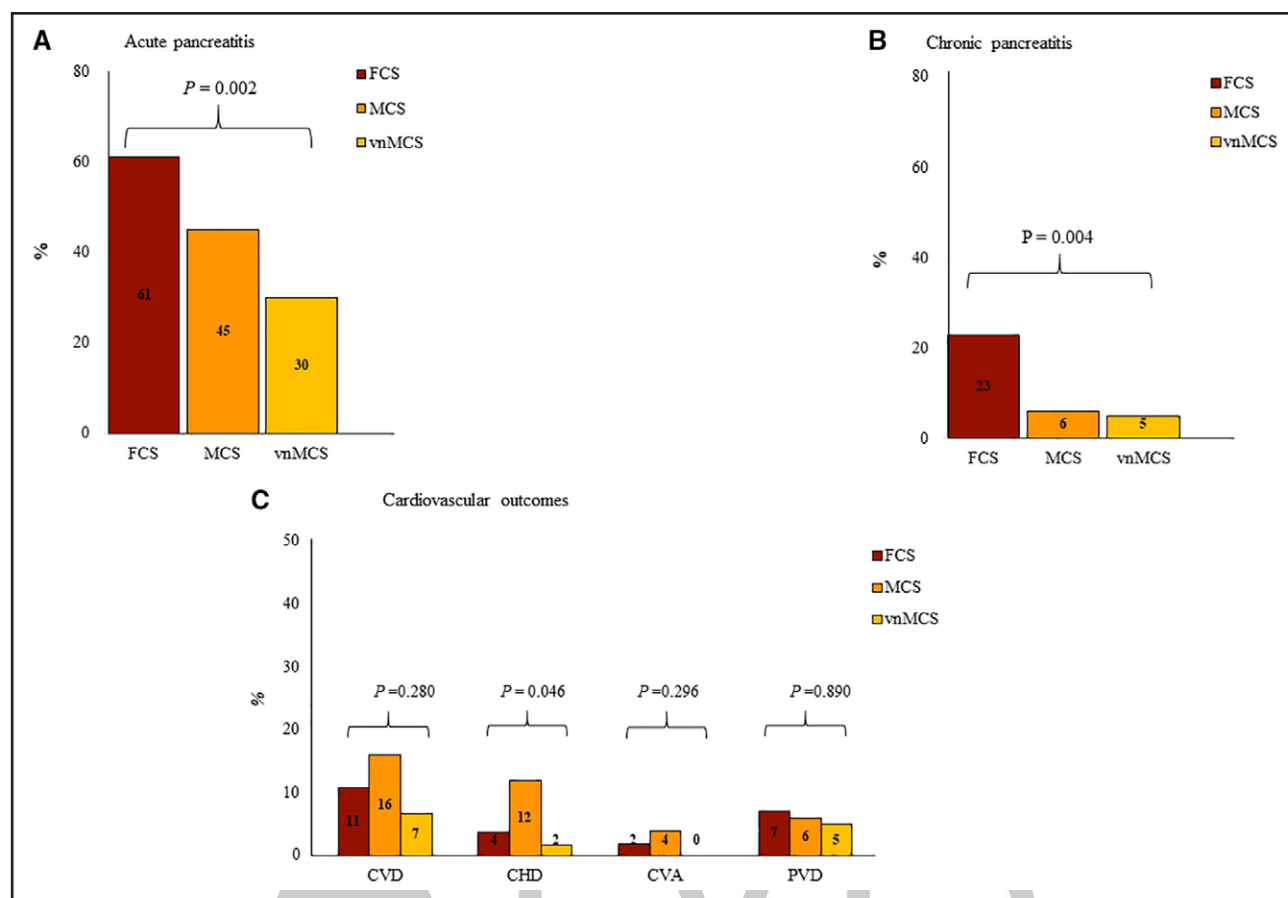 A
Acute pancreatitis
80
60
40
20
0
%
P = 0.002
FCS
MCS
vnMCS
61
45
30
FCS MCS vnMCS
B
Chronic pancreatitis
80
60
40
20
0
%
P = 0.004
FCS
MCS
vnMCS
23
6
5
FCS MCS vnMCS
C
Cardiovascular outcomes
50
40
30
20
10
0
%
FCS
MCS
vnMCS
P =0.280 P = 0.046 P =0.296 P =0.890
11 16 7 4 12 2 2 4 0 7 6 5
CVD CHD CVA PVD